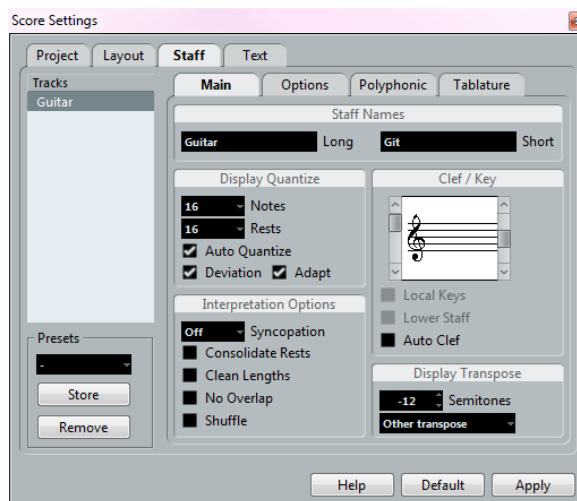 Score Settings
Project Layout Staff Text
Tracks
Guitar
Main Options Polyphonic Tablature
Staff Names
Guitar Long Git Short
Display Quantize
16 Notes
16 Rests
Auto Quantize
Deviation Adapt
Clef / Key
Local Keys
Lower Staff
Auto Clef
Interpretation Options
Off Syncopation
Consolidate Rests
Clean Lengths
No Overlap
Shuffle
Display Transpose
-12 Semitones
Other transpose
Presets
-
Store
Remove
Help Default Apply